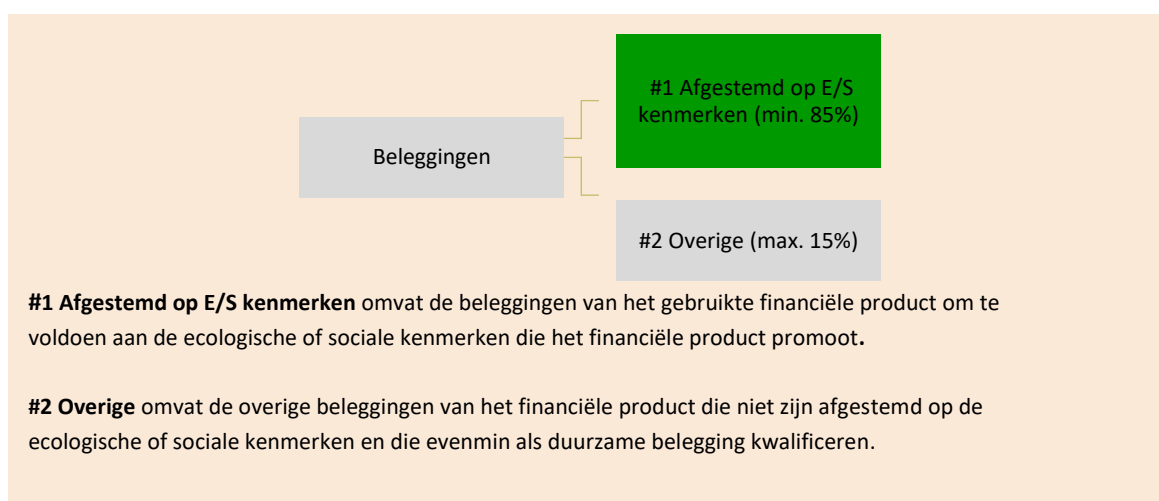 #1 Afgestemd op E/S
kenmerken (min. 85%)
Beleggingen
#2 Overige (max. 15%)
#1 Afgestemd op E/S kenmerken omvat de beleggingen van het gebruikte financiële product om te
voldoen aan de ecologische of sociale kenmerken die het financiële product promoot.
#2 Overige omvat de overige beleggingen van het financiële product die niet zijn afgestemd op de
ecologische of sociale kenmerken en die evenmin als duurzame belegging kwalificeren.